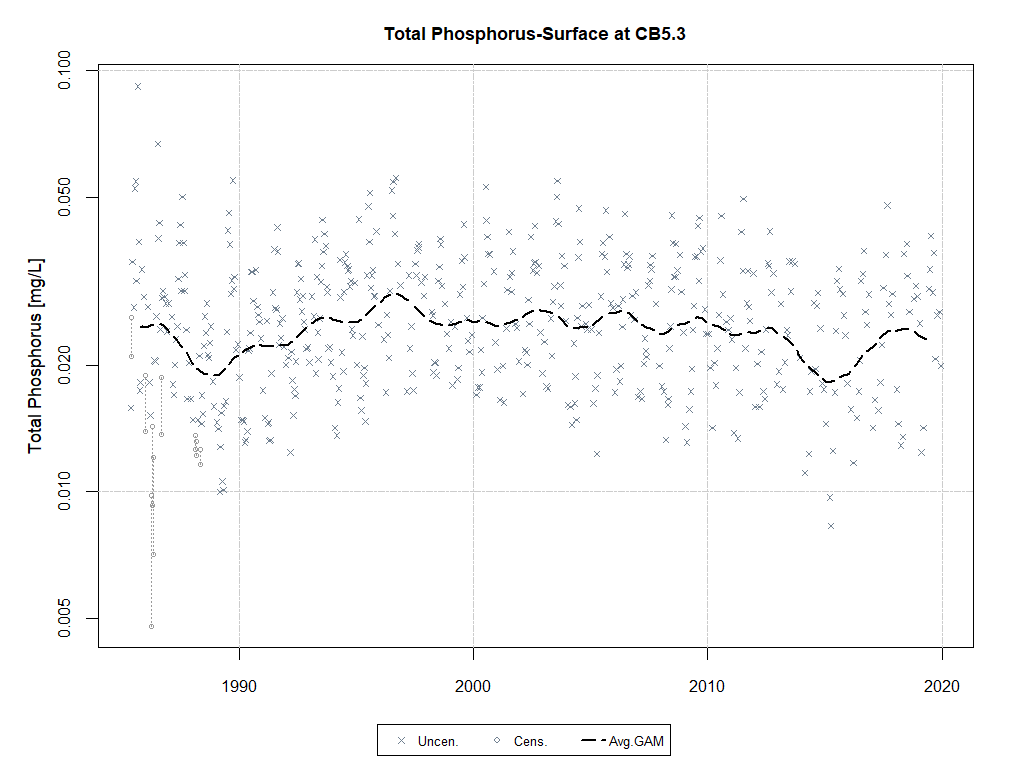 Total Phosphorus-Surface at CB5.3
Total Phosphorus [mg/L]
0.100
0.050
0.020
0.010
0.005
1990
2000
2010
2020
Uncen.
Cens.
Avg.GAM